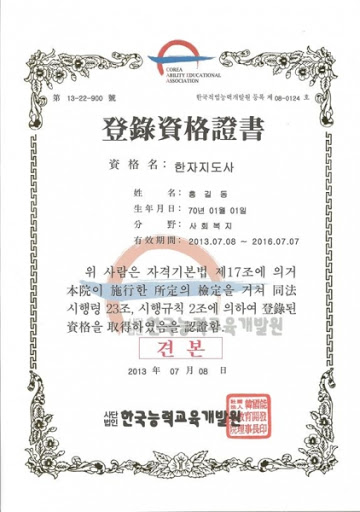 COREA
ABILITY EDUCATIONAL
ASSOCIATION
第 13-22-900 號
한국직업능력개발원 등록 제 08-0124 호
登錄資格證書
資格名: 한자지도사
姓名: 홍길동
生年月日: 70년 01월 01일
分野: 사회복지
有效期間: 2013.07.08 ~ 2016.07.07
위 사람은 자격기본법 제17조에 의거
本院이 施行한 所定의 檢定을 거쳐 同法
시행령 23조, 시행규칙 2조에 의하여 登錄된
資格을 取得하였음을 認證함.
한국능력교육개발원
견본
2013 年 07 月 08 日
사단법인 한국능력교육개발원